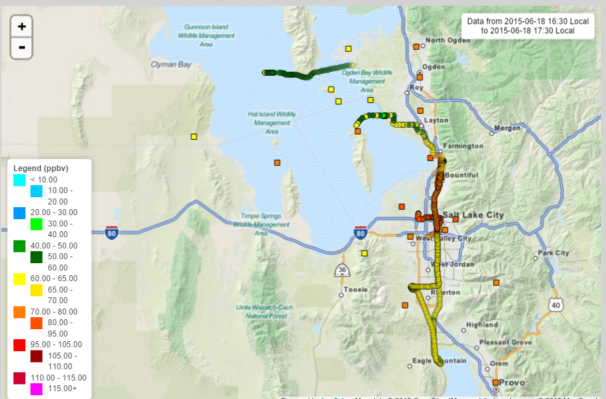 +
-
Data from 2015-06-18 16:30 Local
to 2015-06-18 17:30 Local
Gunnison Island
Wildlife
Management
Area
Clyman Bay
North Ogden
Ogden
Ogden Bay Wildlife
Management
Area
Roy
Hat Island Wildlife
Management
Area
Layton
Morgan
Farmington
Bountiful
Timpie Springs
Wildlife
Management
Area
80
80
Salt Lake City
West Valley City
West Jordan
Park City
36
Tooele
Riverton
40
Uinta-Wasatch-Cach
National Forest
Highland
Pleasant Grove
Eagle Mountain
Orem
Provo
Legend (ppbv)
< 10.00
10.00 -
20.00
20.00 - 30.00
30.00 -
40.00
40.00 - 50.00
50.00 -
60.00
60.00 - 65.00
65.00 -
70.00
70.00 - 80.00
80.00 -
95.00
95.00 - 105.00
105.00 -
110.00
110.00 - 115.00
115.00+